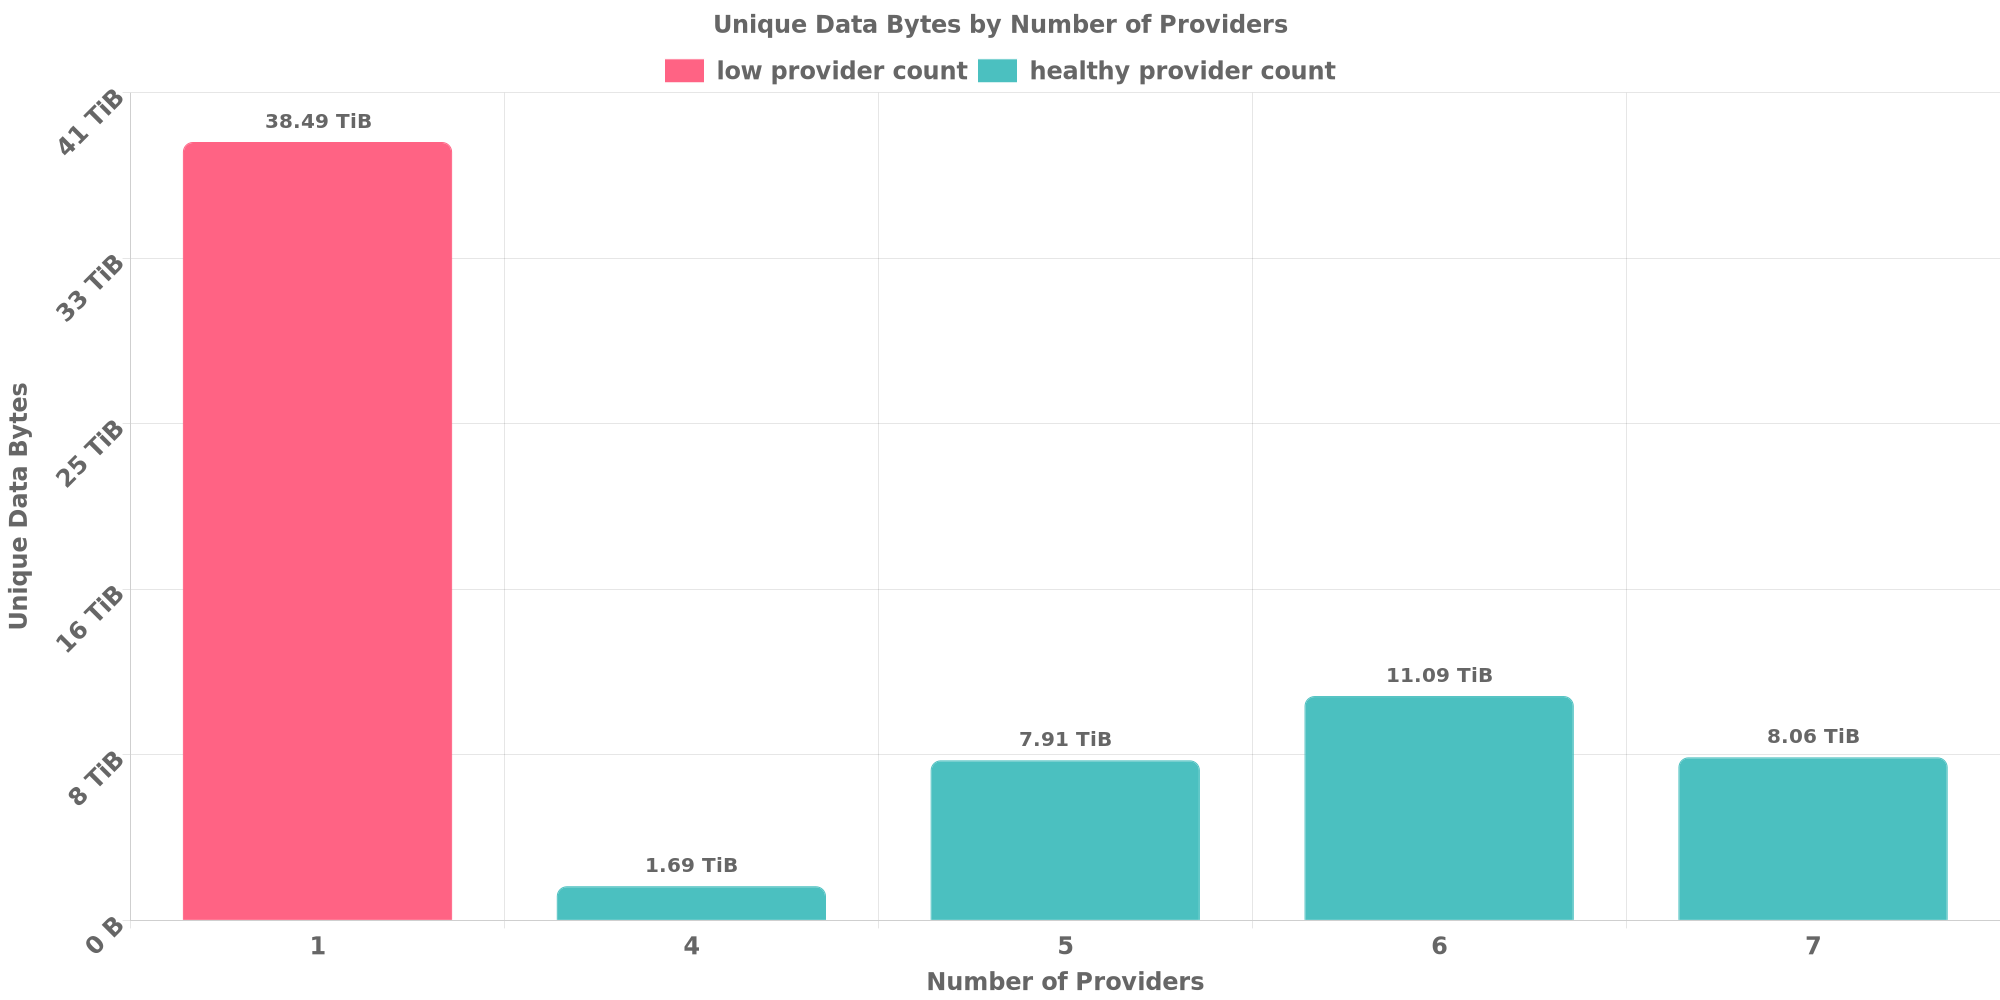 Unique Data Bytes by Number of Providers
low provider count healthy provider count
41 TiB
33 TiB
25 TiB
16 TiB
8 TiB
0 B
Unique Data Bytes
38.49 TiB
1.69 TiB
7.91 TiB
11.09 TiB
8.06 TiB
1 4 5 6 7
Number of Providers